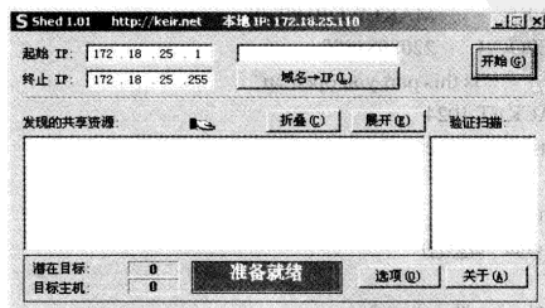 Shed 1.01 http://keir.net 本地 IP: 172.18.25.110
起始 IP: 172 . 18 . 25 . 1
开始(G)
终止 IP: 172 . 18 . 25 .255
域名→IP(L)
发现的共享资源:
折叠(C)
展开(E)
验证扫描:
潜在目标: 0
目标主机: 0
准备就绪
选项(O)
关于(A)